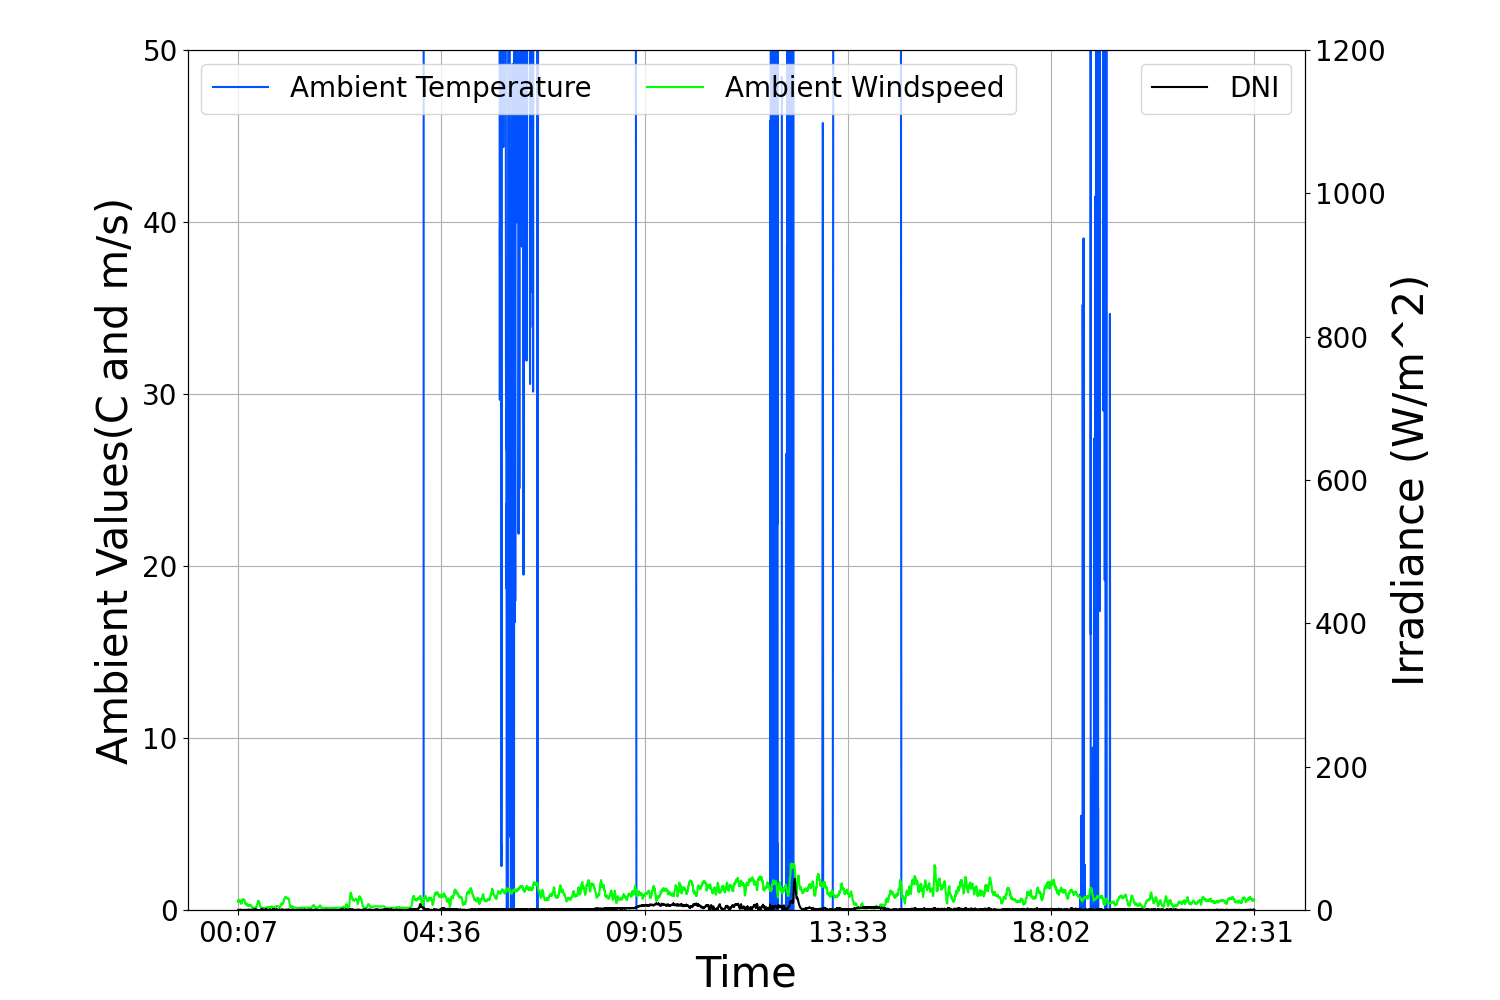 50
40
30
20
10
0
Ambient Values(C and m/s)
Ambient Temperature
Ambient Windspeed
DNI
1200
1000
800
600
400
200
0
Irradiance (W/m^2)
00:07 04:36 09:05 13:33 18:02 22:31
Time